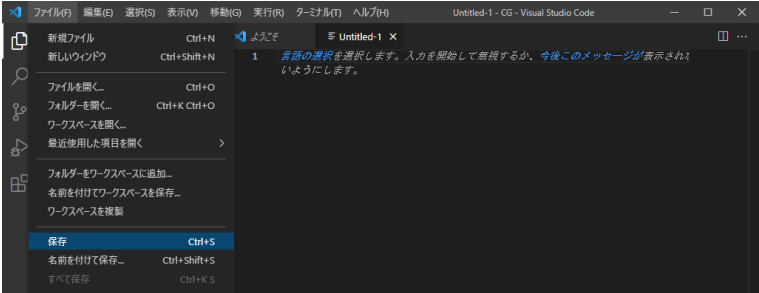 ファイル(F) 編集(E) 選択(S) 表示(V) 移動(G) 実行(R) ターミナル(T) ヘルプ(H) Untitled-1 - CG - Visual Studio Code
新規ファイル Ctrl+N
新しいウィンドウ Ctrl+Shift+N
ファイルを開く... Ctrl+O
フォルダーを開く... Ctrl+K Ctrl+O
ワークスペースを開く...
最近使用した項目を開く
フォルダーをワークスペースに追加...
名前を付けてワークスペースを保存...
ワークスペースを複製
保存 Ctrl+S
名前を付けて保存... Ctrl+Shift+S
すべて保存 Ctrl+K S
ようこそ Untitled-1
1 言語の選択を選択します。入力を開始して無視するか、今後このメッセージが表示されな
いようにします。